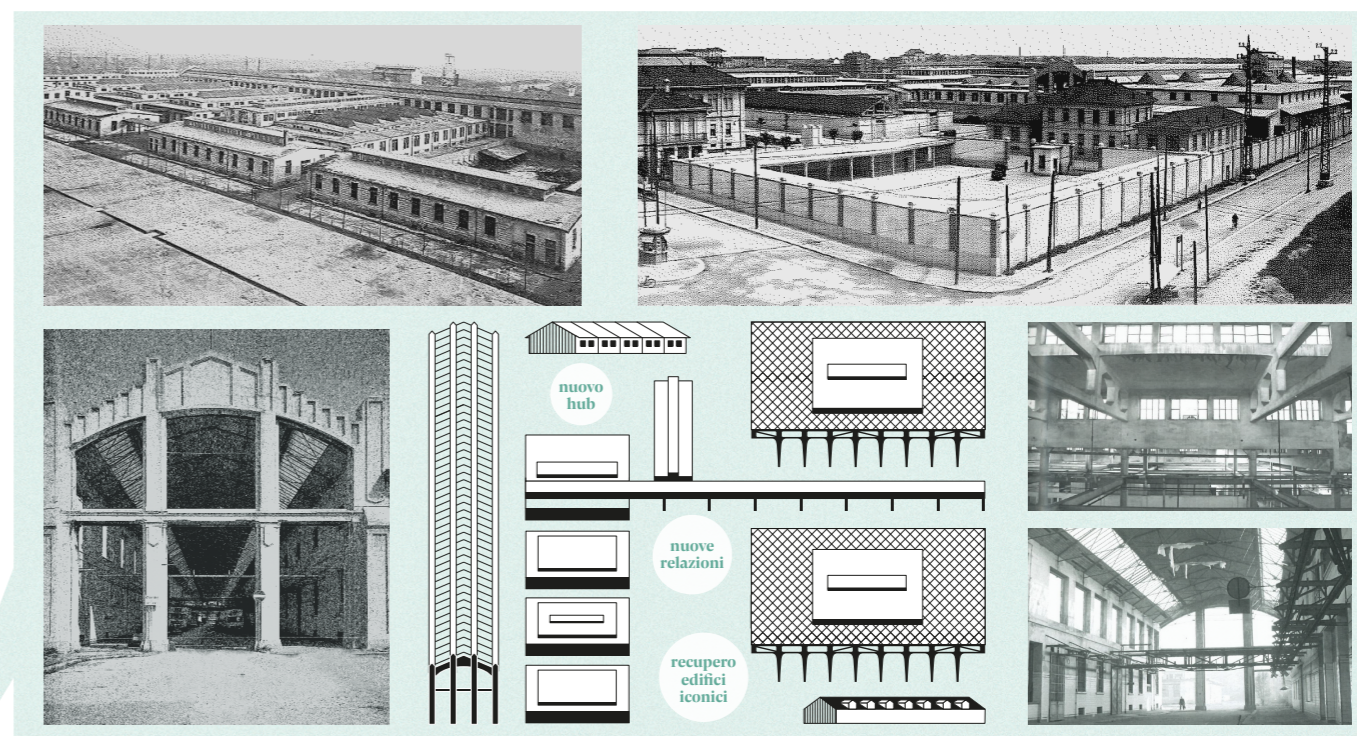 nuovo
hub
nuove
relazioni
recupero
edifici
iconici